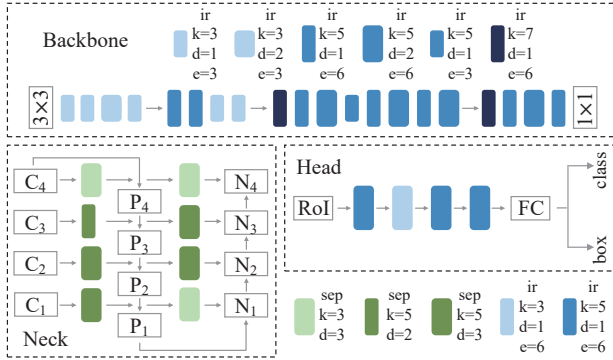 Backbone
ir
k=3
d=1
e=3
ir
k=3
d=2
e=3
ir
k=5
d=1
e=6
ir
k=5
d=2
e=6
ir
k=5
d=1
e=3
ir
k=7
d=1
e=6
3×3
1×1
Neck
C4
P4
N4
C3
P3
N3
C2
P2
N2
C1
P1
N1
Head
RoI
FC
class
box
sep
k=3
d=3
sep
k=5
d=2
sep
k=5
d=3
ir
k=3
d=1
e=6
ir
k=5
d=1
e=6